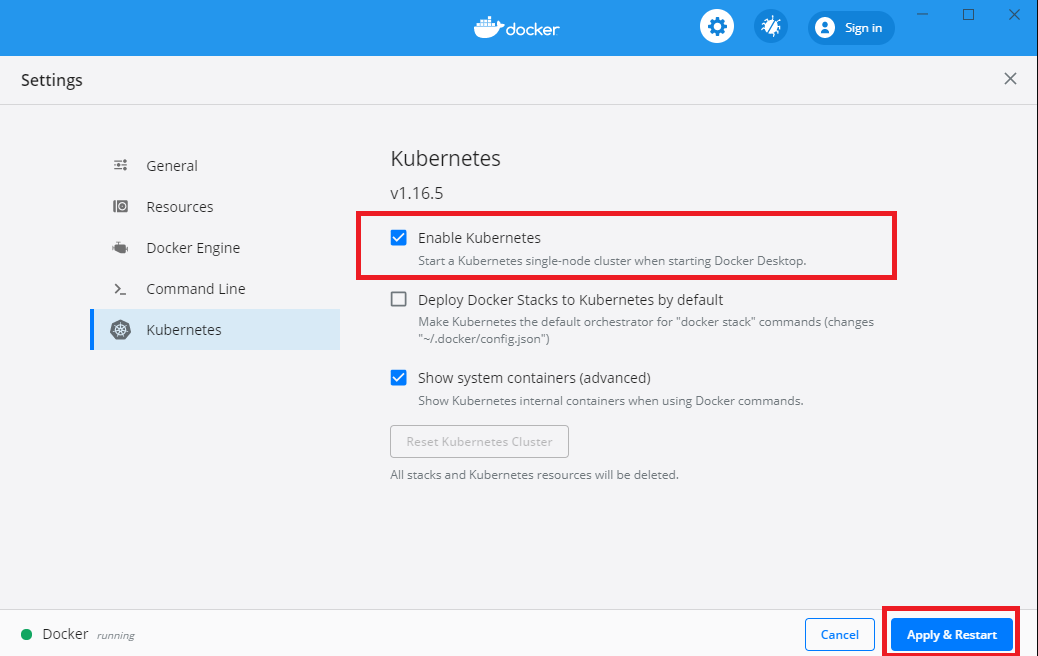 docker
Sign in
Settings
General
Resources
Docker Engine
Command Line
Kubernetes
Kubernetes
v1.16.5
Enable Kubernetes
Start a Kubernetes single-node cluster when starting Docker Desktop.
Deploy Docker Stacks to Kubernetes by default
Make Kubernetes the default orchestrator for "docker stack" commands (changes
"~/.docker/config.json")
Show system containers (advanced)
Show Kubernetes internal containers when using Docker commands.
Reset Kubernetes Cluster
All stacks and Kubernetes resources will be deleted.
Docker running
Cancel
Apply & Restart